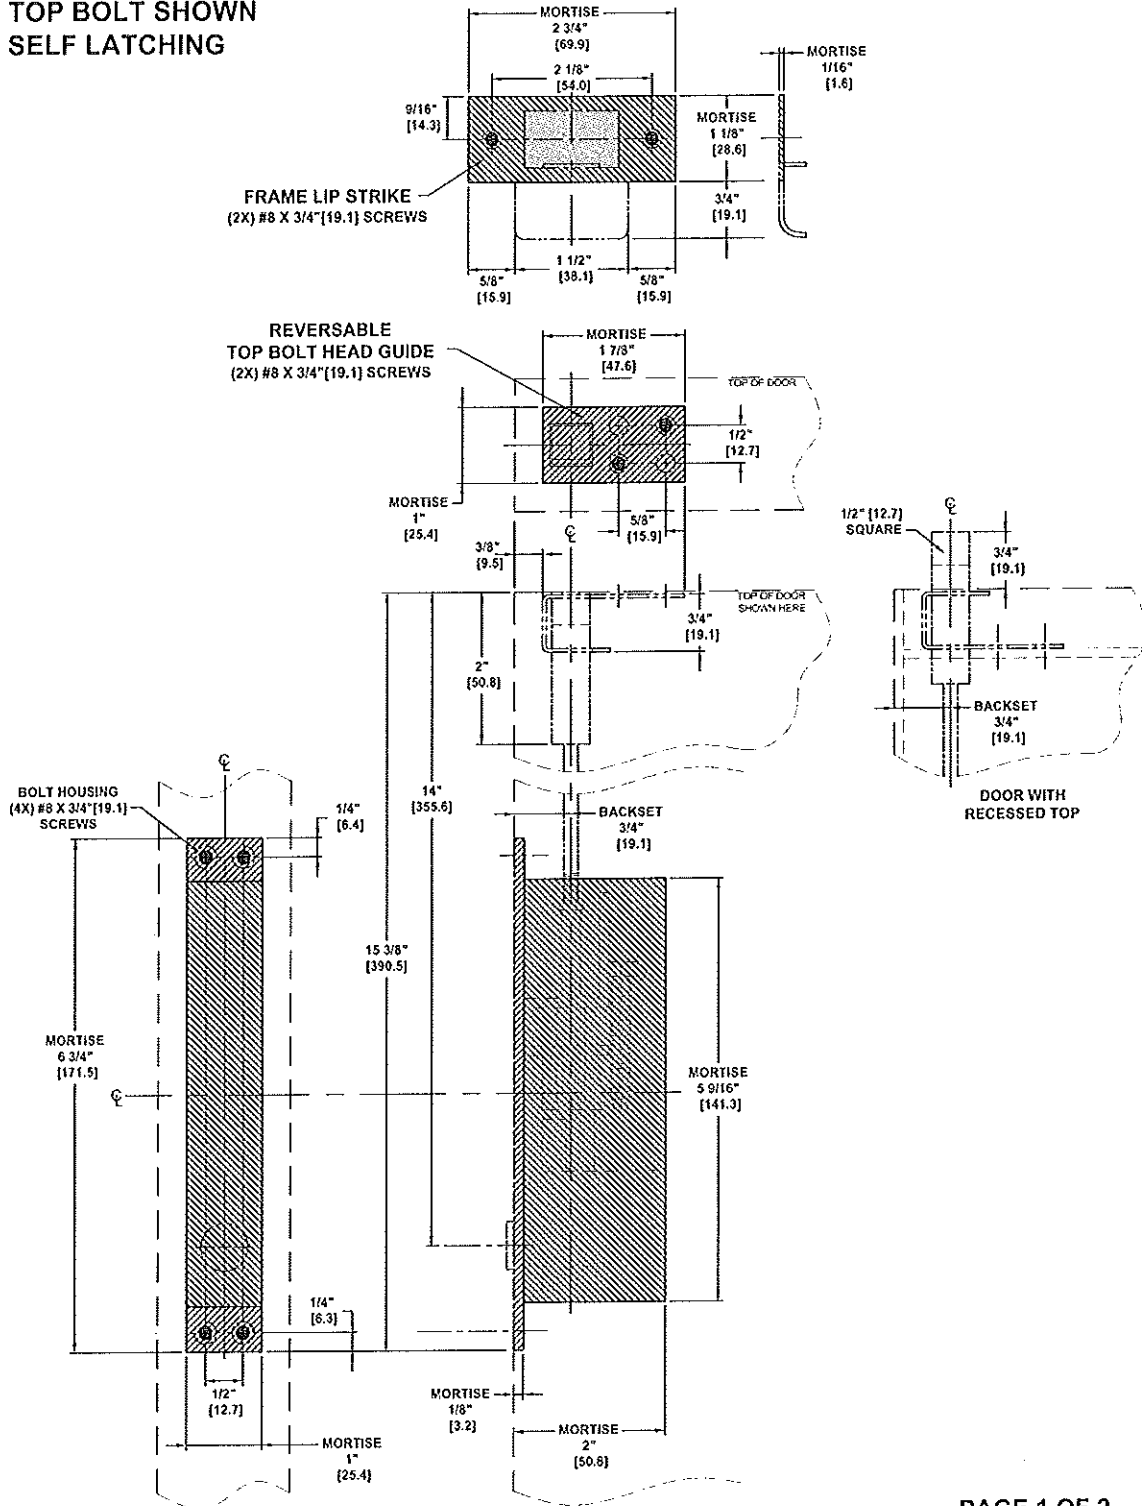 TOP BOLT SHOWN
SELF LATCHING
MORTISE
2 3/4"
[69.9]
2 1/8"
[54.0]
MORTISE
1/16"
[1.6]
9/16"
[14.3]
MORTISE
1 1/8"
[28.6]
FRAME LIP STRIKE
(2X) #8 X 3/4"[19.1] SCREWS
3/4"
[19.1]
5/8"
[15.9]
1 1/2"
[38.1]
5/8"
[15.9]
REVERSABLE
TOP BOLT HEAD GUIDE
(2X) #8 X 3/4"[19.1] SCREWS
MORTISE
1 7/8"
[47.6]
TOP OF DOOR
1/2"
[12.7]
MORTISE
1"
[25.4]
5/8"
[15.9]
℄
3/8"
[9.5]
TOP OF DOOR
SHOWN HERE
3/4"
[19.1]
2"
[50.8]
1/2" [12.7]
SQUARE
℄
3/4"
[19.1]
BACKSET
3/4"
[19.1]
DOOR WITH
RECESSED TOP
℄
BOLT HOUSING
(4X) #8 X 3/4"[19.1]
SCREWS
1/4"
[6.4]
14"
[355.6]
BACKSET
3/4"
[19.1]
15 3/8"
[390.5]
MORTISE
6 3/4"
[171.5]
℄
MORTISE
5 9/16"
[141.3]
1/4"
[6.3]
1/2"
[12.7]
MORTISE
1/8"
[3.2]
MORTISE
2"
[50.8]
MORTISE
1"
[25.4]